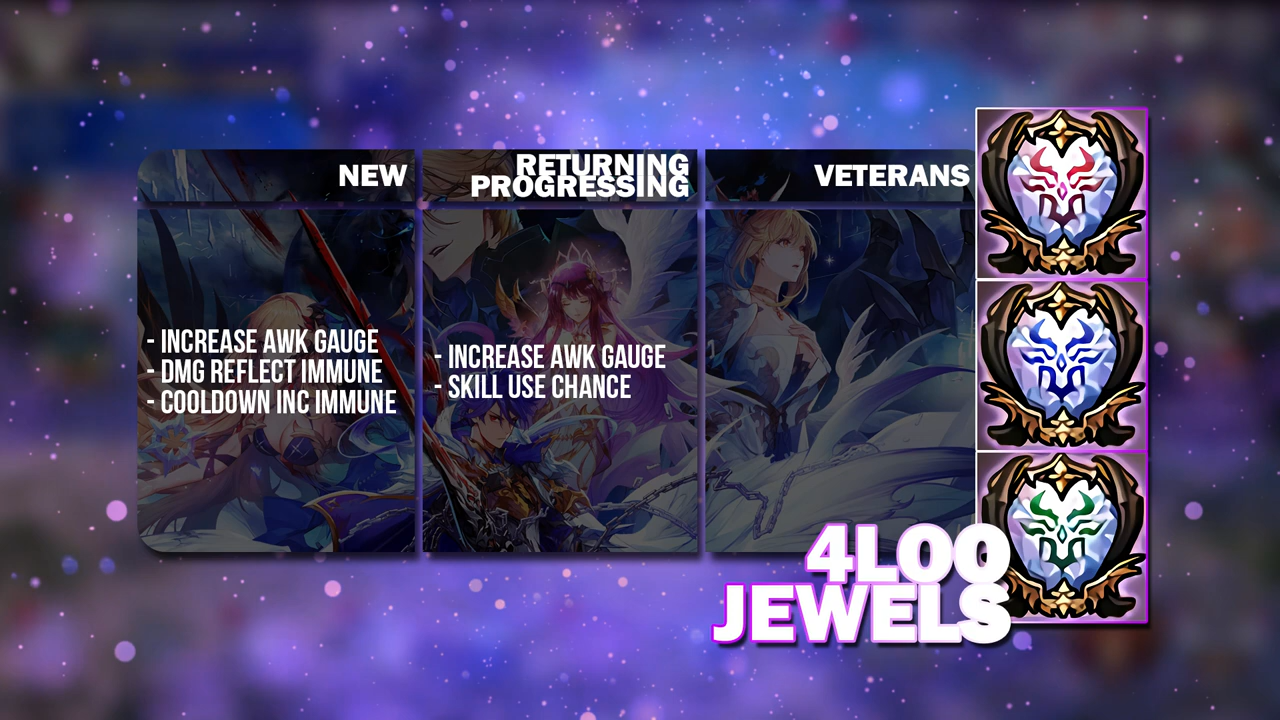 NEW
RETURNING
PROGRESSING
VETERANS
- INCREASE AWK GAUGE
- DMG REFLECT IMMUNE
- COOLDOWN INC IMMUNE
- INCREASE AWK GAUGE
- SKILL USE CHANCE
4LOO
JEWELS